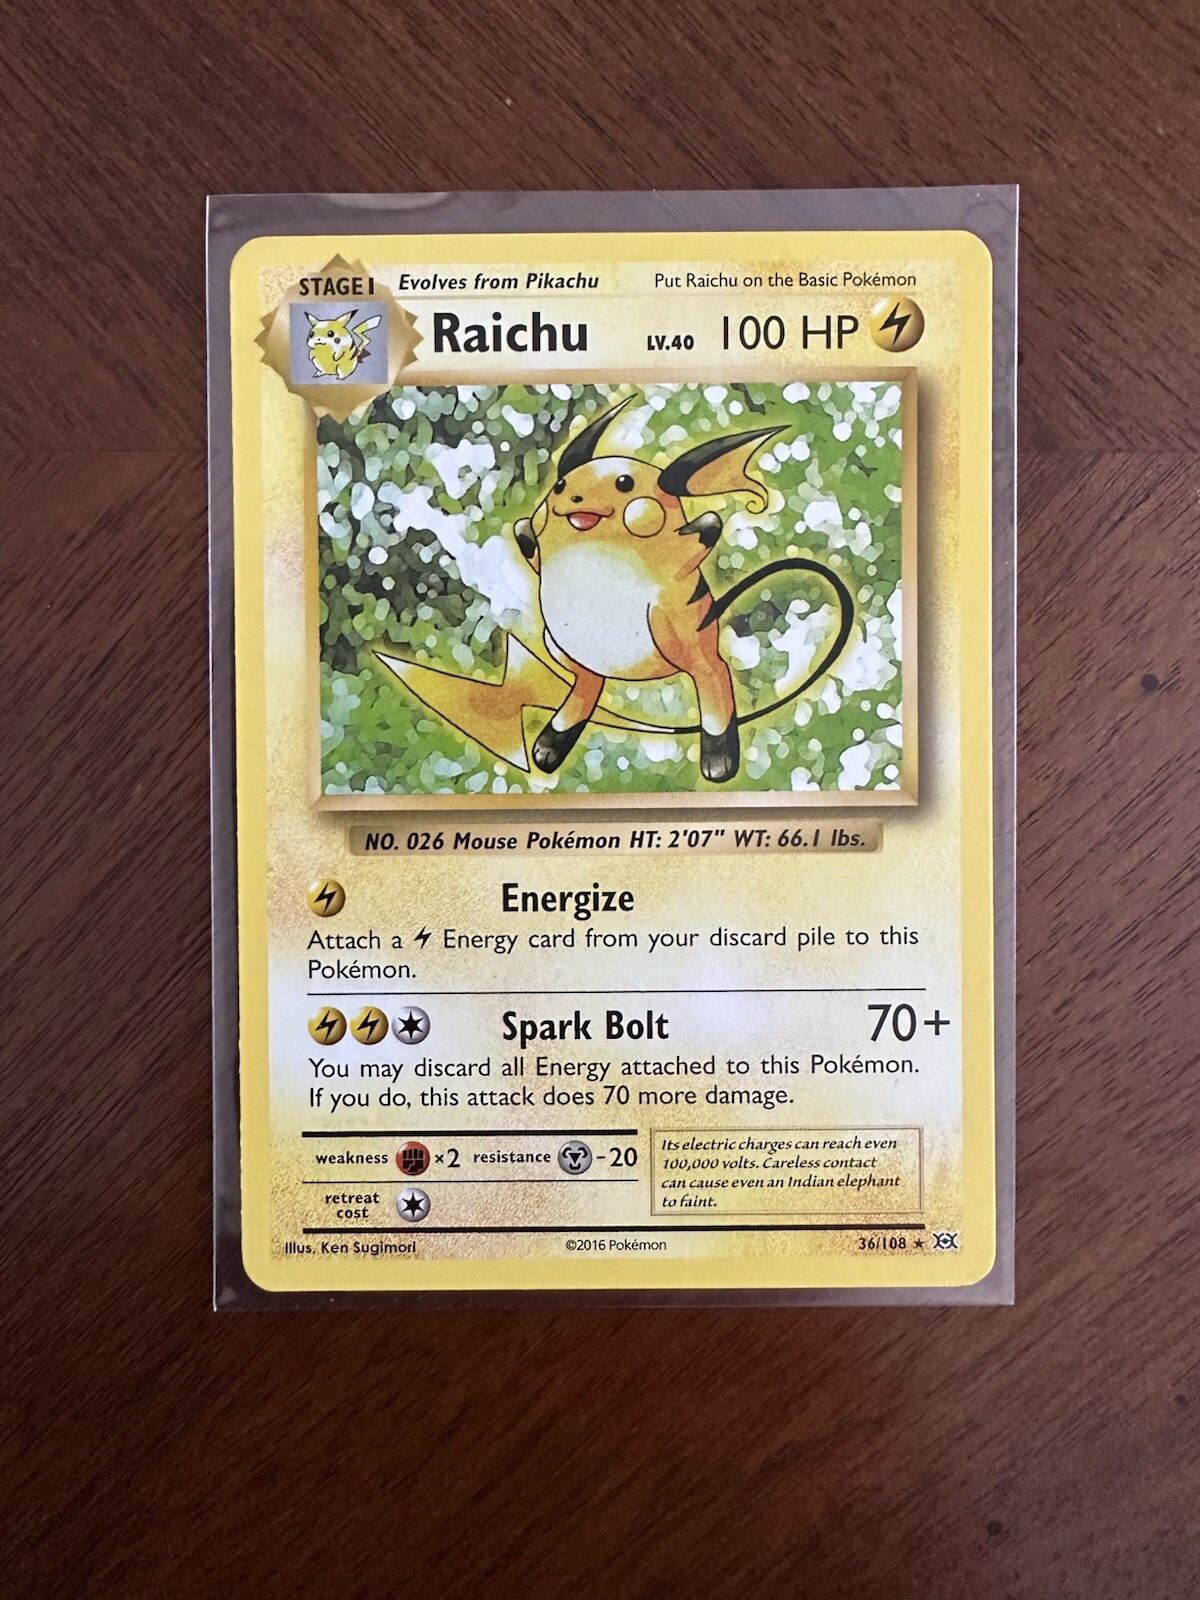 STAGE 1
Evolves from Pikachu
Put Raichu on the Basic Pokémon
Raichu LV.40 100 HP
NO. 026 Mouse Pokémon HT: 2'07" WT: 66.1 lbs.
Energize
Attach a Energy card from your discard pile to this
Pokémon.
Spark Bolt 70+
You may discard all Energy attached to this Pokémon.
If you do, this attack does 70 more damage.
weakness ×2 resistance -20
retreat
cost
Its electric charges can reach even
100,000 volts. Careless contact
can cause even an Indian elephant
to faint.
Illus. Ken Sugimori
©2016 Pokémon
36/108 ★